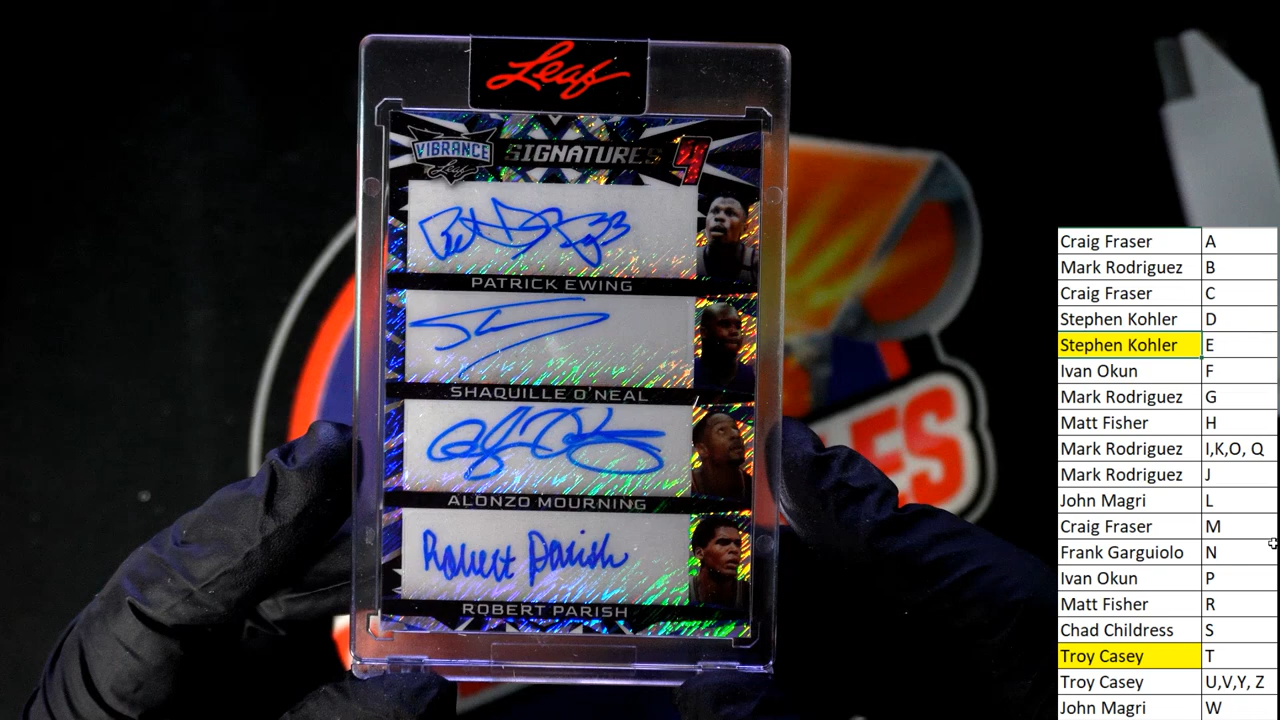 Leaf
VIBRANCE
Leaf
SIGNATURES 4
PATRICK EWING
SHAQUILLE O'NEAL
ALONZO MOURNING
Robert Parish
ROBERT PARISH
ES
Craig Fraser A
Mark Rodriguez B
Craig Fraser C
Stephen Kohler D
Stephen Kohler E
Ivan Okun F
Mark Rodriguez G
Matt Fisher H
Mark Rodriguez I,K,O, Q
Mark Rodriguez J
John Magri L
Craig Fraser M
Frank Garguiolo N
Ivan Okun P
Matt Fisher R
Chad Childress S
Troy Casey T
Troy Casey U,V,Y, Z
John Magri W